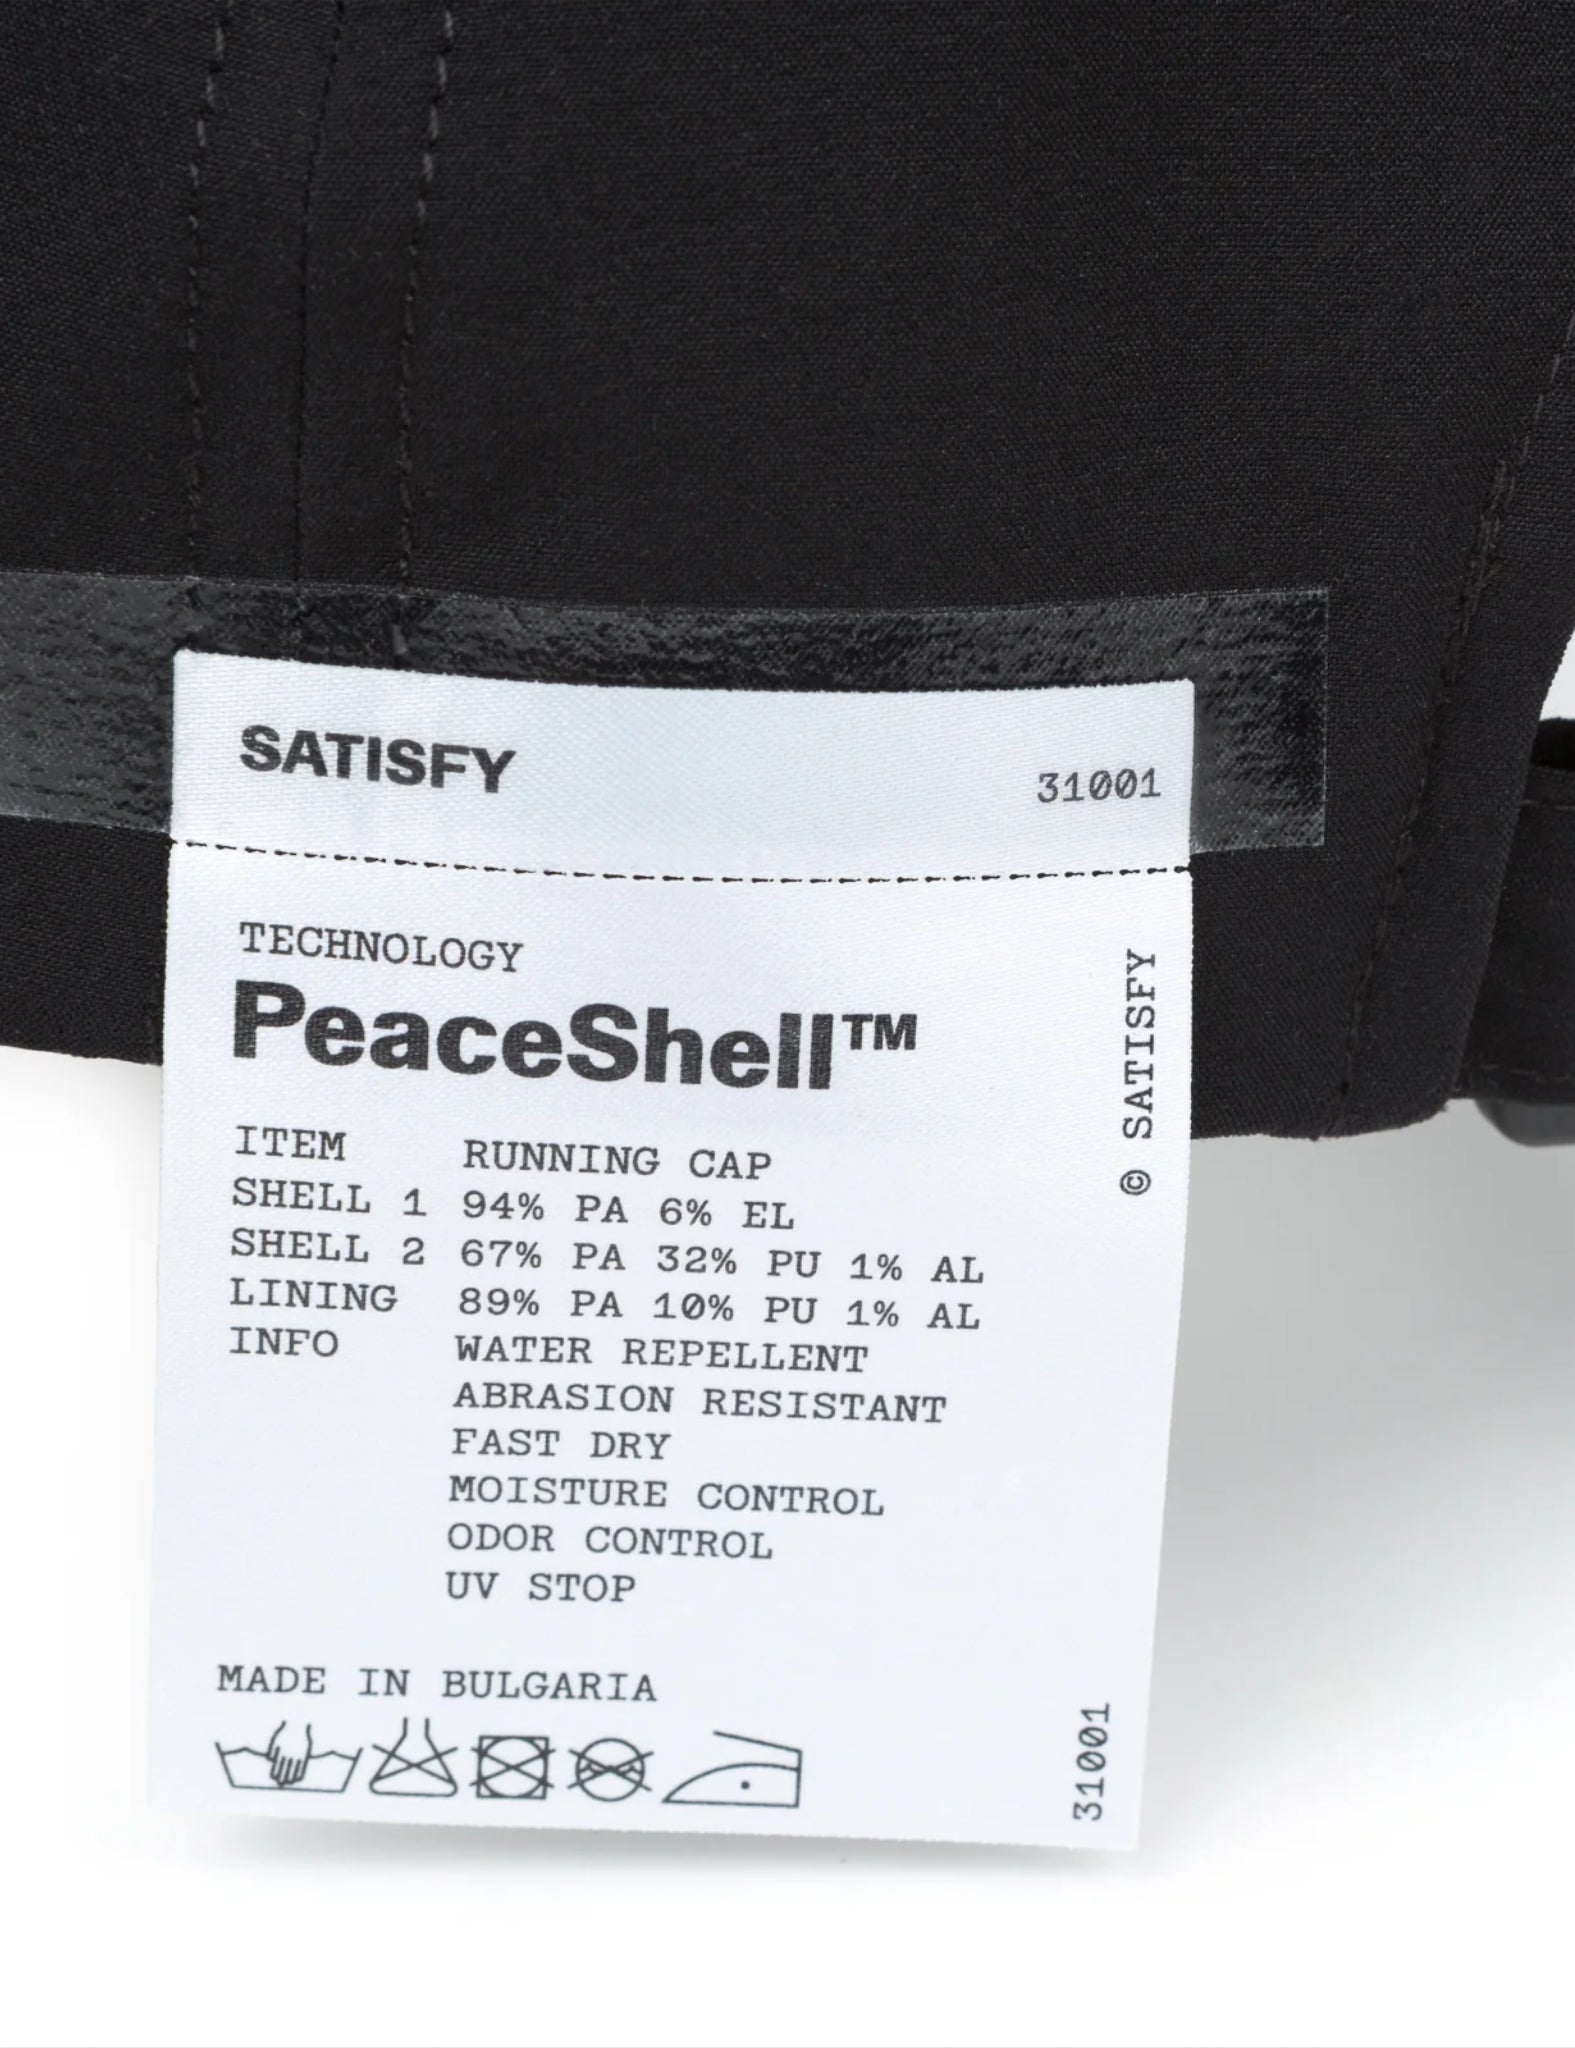 SATISFY
31001
TECHNOLOGY
PeaceShell™
© SATISFY
ITEM RUNNING CAP
SHELL 1 94% PA 6% EL
SHELL 2 67% PA 32% PU 1% AL
LINING 89% PA 10% PU 1% AL
INFO WATER REPELLENT
ABRASION RESISTANT
FAST DRY
MOISTURE CONTROL
ODOR CONTROL
UV STOP
MADE IN BULGARIA
31001